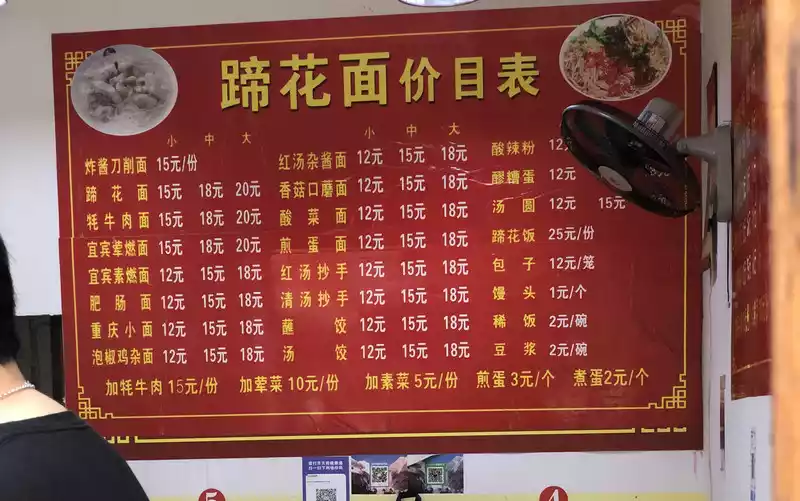 蹄花面价目表
小 中 大
炸酱刀削面 15元/份
蹄花面 15元 18元 20元
牦牛肉面 15元 18元 20元
宜宾荤燃面 15元 18元 20元
宜宾素燃面 12元 15元 18元
肥肠面 12元 15元 18元
重庆小面 12元 15元 18元
泡椒鸡杂面 12元 15元 18元
小 中 大
红汤杂酱面 12元 15元 18元
香菇口蘑面 12元 15元 18元
酸菜面 12元 15元 18元
煎蛋面 12元 15元 18元
红汤抄手 12元 15元 18元
清汤抄手 12元 15元 18元
蘸饺 12元 15元 18元
汤饺 12元 15元 18元
酸辣粉
醪糟蛋 12元
汤圆 12元 15元
蹄花饭 25元/份
包子 12元/笼
馒头 1元/个
稀饭 2元/碗
豆浆 2元/碗
加牦牛肉 15元/份 加荤菜 10元/份 加素菜 5元/份 煎蛋 3元/个 煮蛋2元/个
5
4